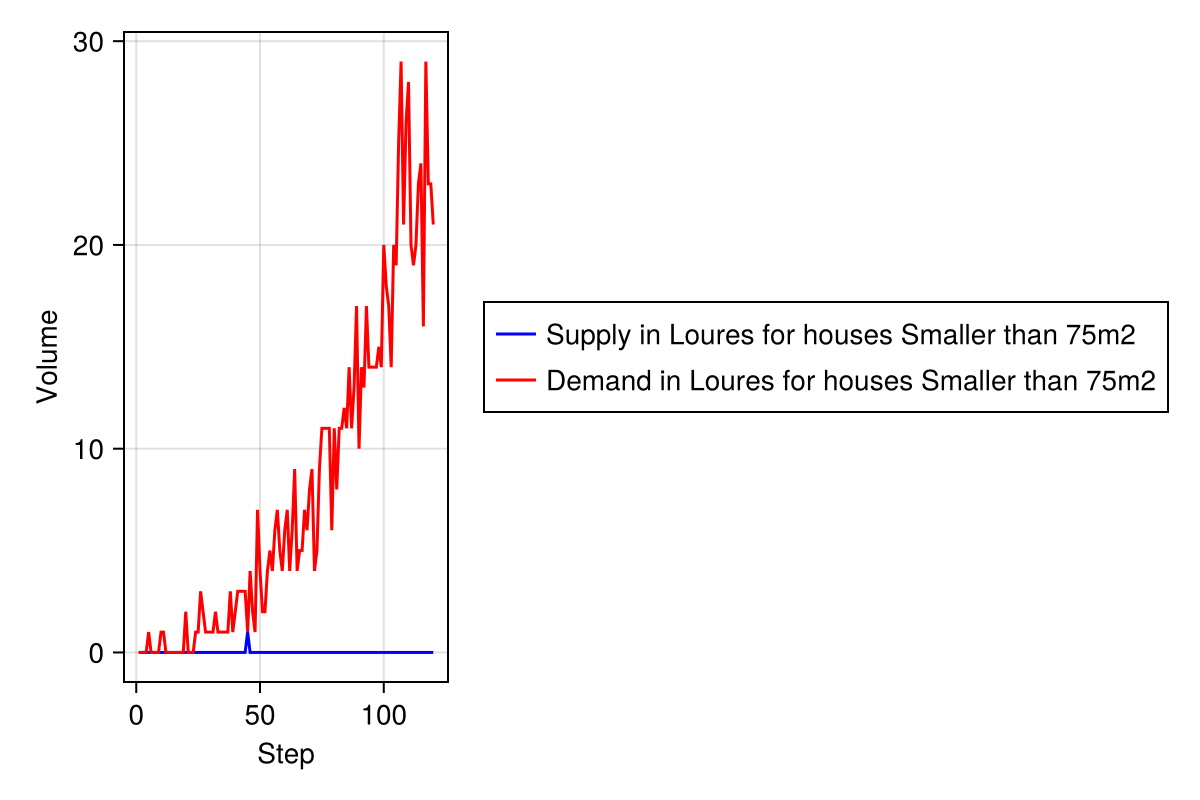 30
20
10
0
Volume
0 50 100
Step
Supply in Loures for houses Smaller than 75m2
Demand in Loures for houses Smaller than 75m2